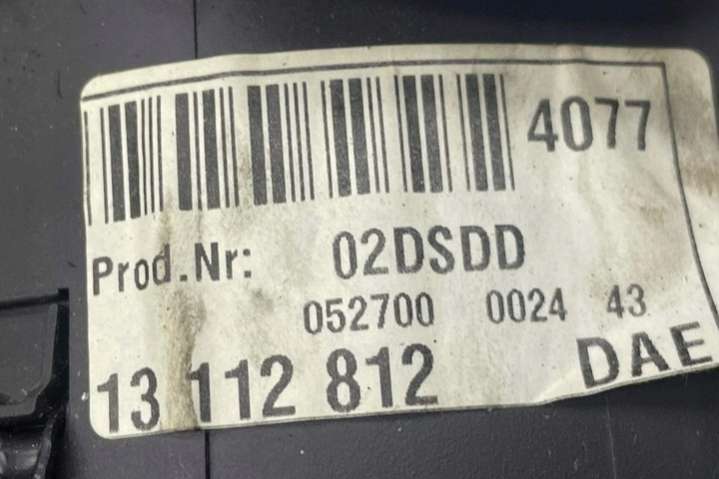 4077
Prod.Nr: 02DSDD
052700 0024 43
13 112 812 DAE